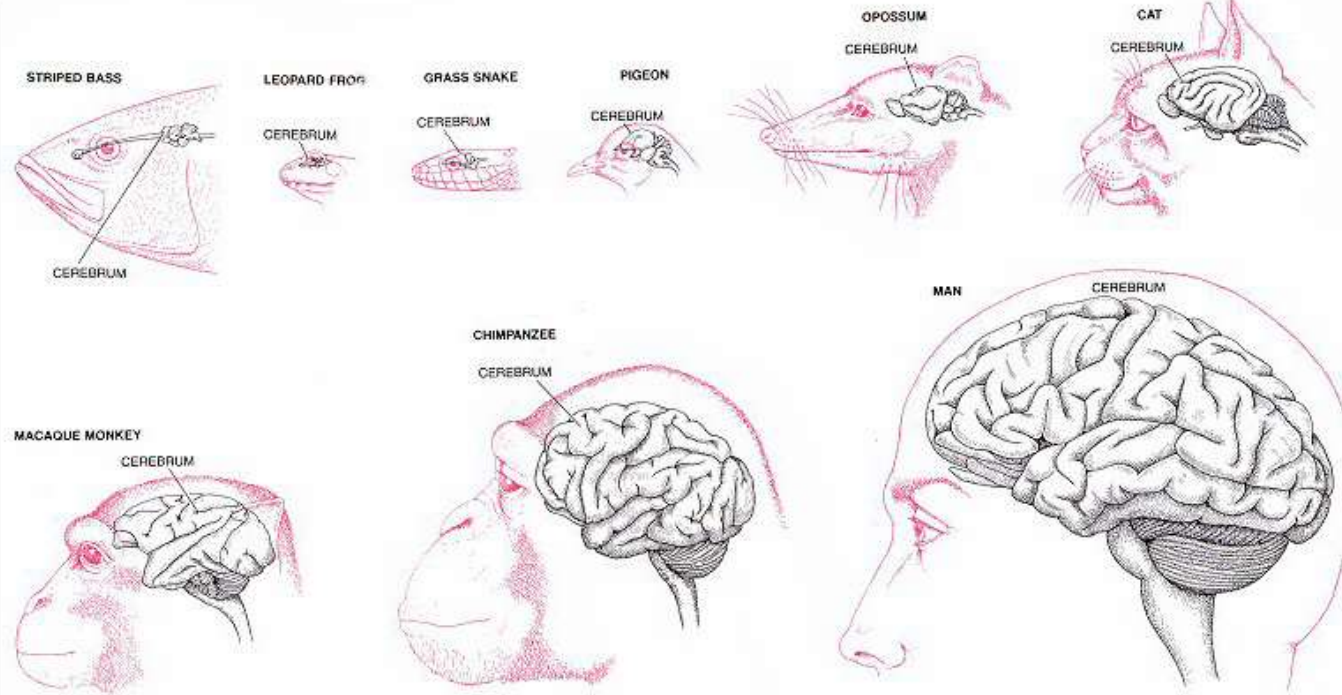 OPOSSUM
CEREBRUM
CAT
CEREBRUM
STRIPED BASS
CEREBRUM
LEOPARD FROG
CEREBRUM
GRASS SNAKE
CEREBRUM
PIGEON
CEREBRUM
MAN
CEREBRUM
CHIMPANZEE
CEREBRUM
MACAQUE MONKEY
CEREBRUM